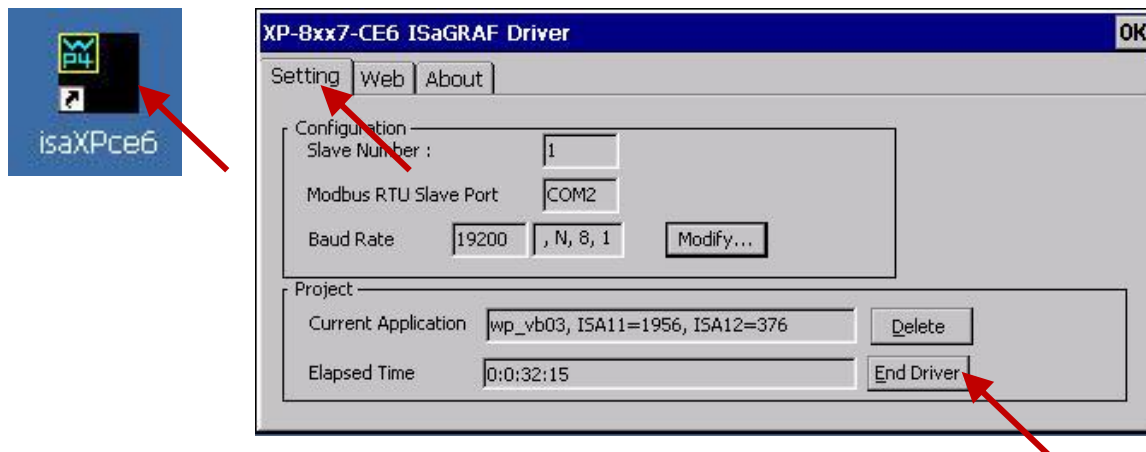 WP4
isaXPce6
XP-8xx7-CE6 ISaGRAF Driver OK
Setting Web About
Configuration
Slave Number : 1
Modbus RTU Slave Port COM2
Baud Rate 19200 , N, 8, 1 Modify...
Project
Current Application wp_vb03, ISA11=1956, ISA12=376 Delete
Elapsed Time 0:0:32:15 End Driver